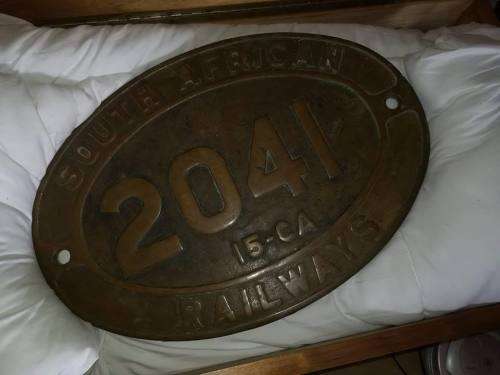 SOUTH AFRICAN
2041
15-CA
RAILWAYS